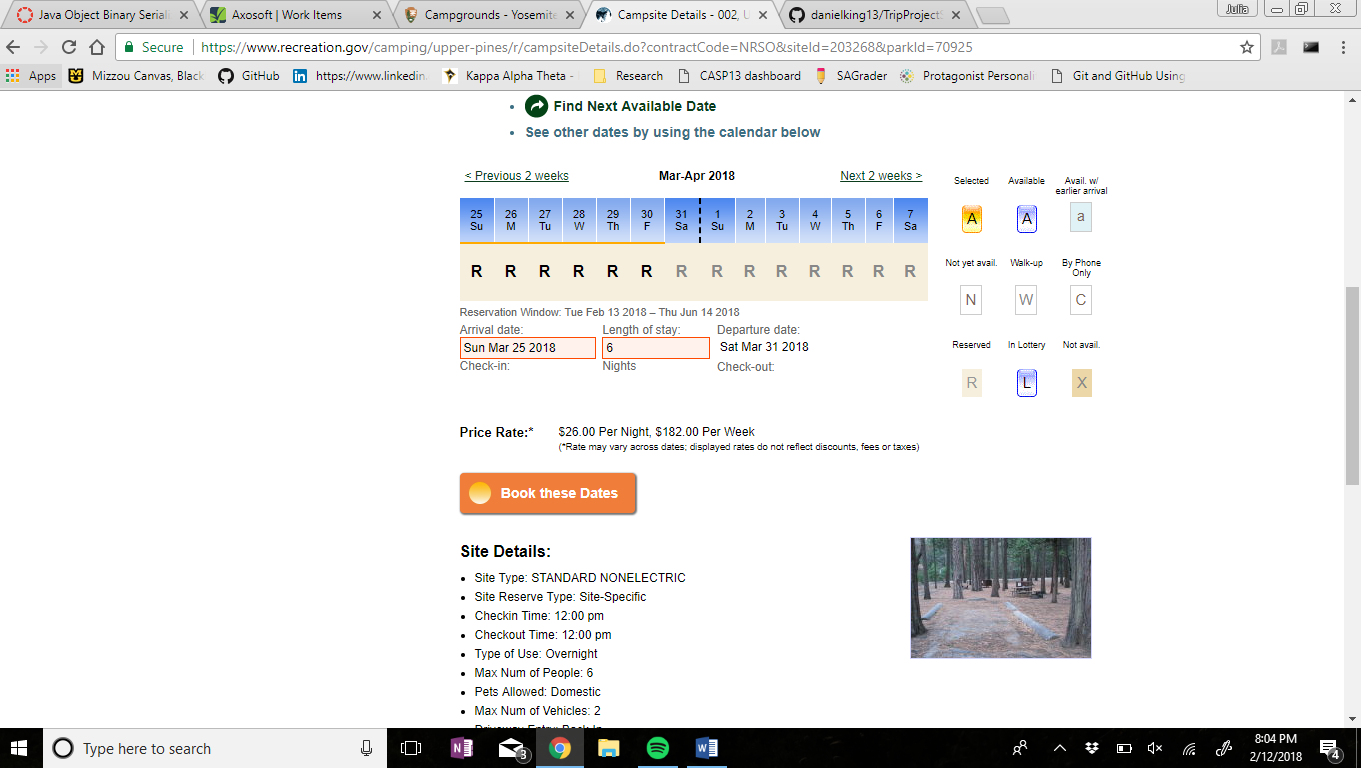 Java Object Binary Seriali
Axosoft | Work Items
Campgrounds - Yosemite
Campsite Details - 002, U
danielking13/TripProjectS
Julia
Secure
https://www.recreation.gov/camping/upper-pines/r/campsiteDetails.do?contractCode=NRSO&siteId=203268&parkId=70925
Apps
Mizzou Canvas, Black
GitHub
https://www.linkedin.
Kappa Alpha Theta -
Research
CASP13 dashboard
SAGrader
Protagonist Personali
Git and GitHub Using
Find Next Available Date
See other dates by using the calendar below
< Previous 2 weeks Mar-Apr 2018 Next 2 weeks >
25 26 27 28 29 30 31 1 2 3 4 5 6 7
Su M Tu W Th F Sa Su M Tu W Th F Sa
R R R R R R R R R R R R R R
Reservation Window: Tue Feb 13 2018 – Thu Jun 14 2018
Arrival date: Length of stay: Departure date:
Sun Mar 25 2018 6 Sat Mar 31 2018
Check-in: Nights Check-out:
Selected Available Avail. w/
earlier arrival
A A a
Not yet avail. Walk-up By Phone
Only
N W C
Reserved In Lottery Not avail.
R L X
Price Rate:* $26.00 Per Night, $182.00 Per Week
(*Rate may vary across dates; displayed rates do not reflect discounts, fees or taxes)
Book these Dates
Site Details:
Site Type: STANDARD NONELECTRIC
Site Reserve Type: Site-Specific
Checkin Time: 12:00 pm
Checkout Time: 12:00 pm
Type of Use: Overnight
Max Num of People: 6
Pets Allowed: Domestic
Max Num of Vehicles: 2
Type here to search
3
8:04 PM
2/12/2018
4